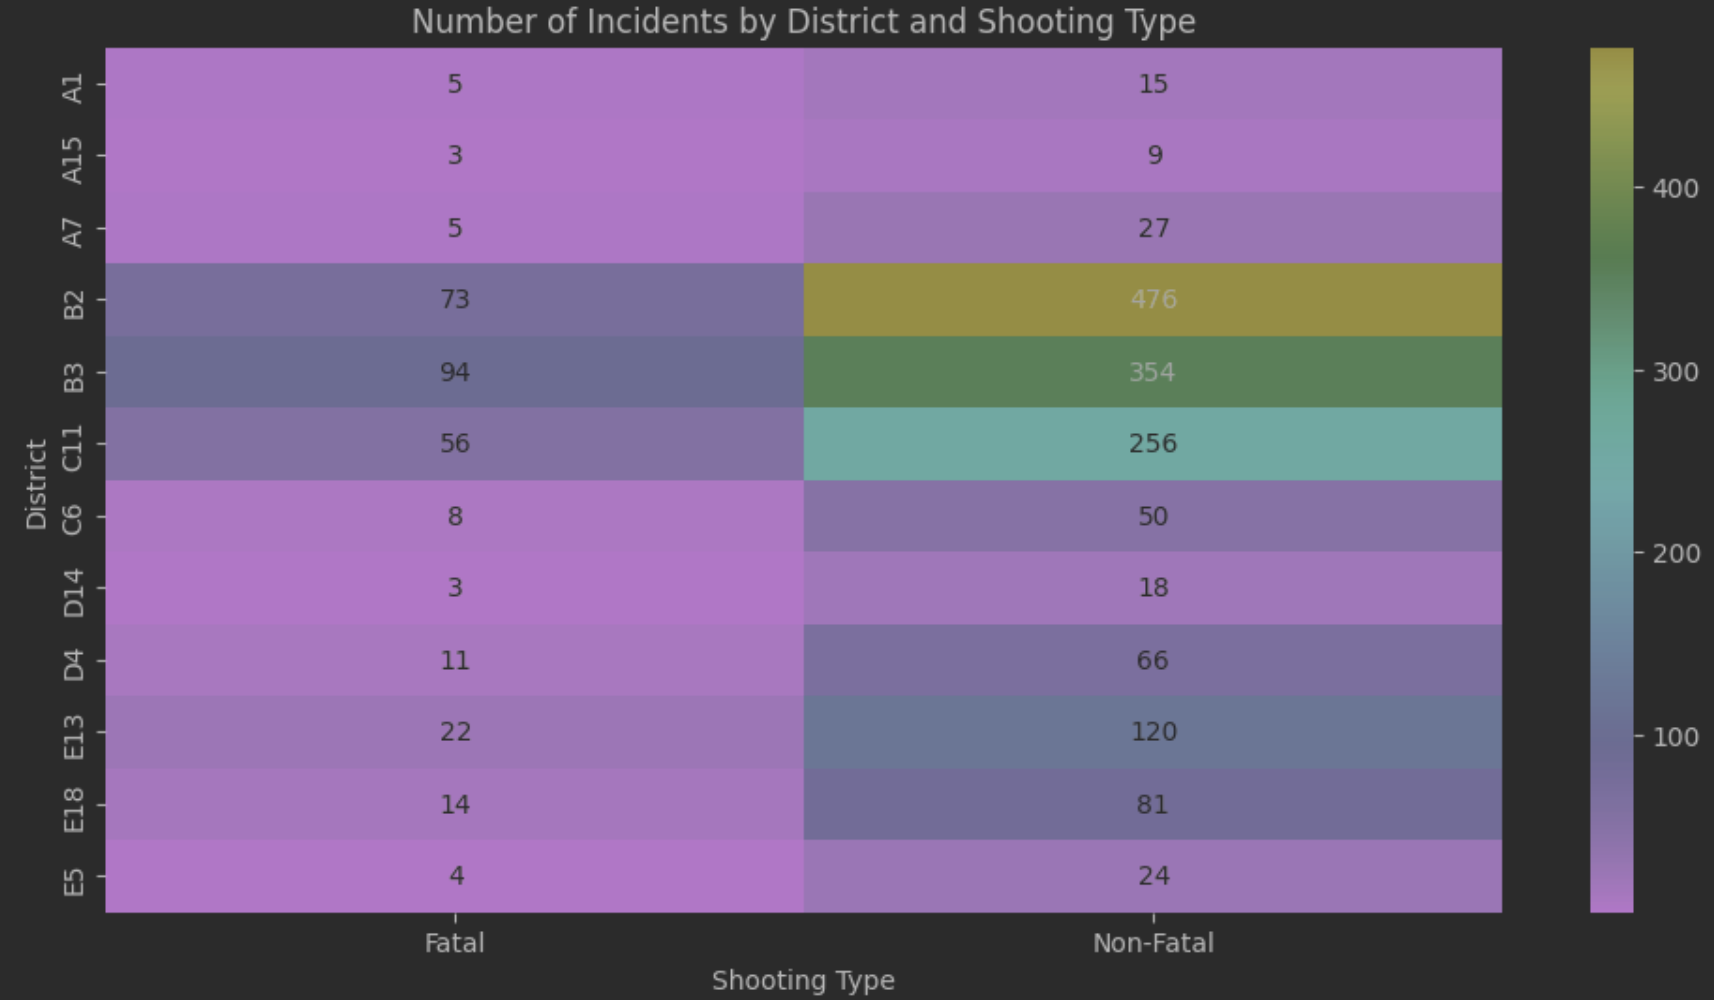 Number of Incidents by District and Shooting Type
A1 5 15
A15 3 9
A7 5 27
400
B2 73 476
B3 94 354
300
C11 56 256
District
C6 8 50
200
D14 3 18
D4 11 66
E13 22 120
100
E18 14 81
E5 4 24
Fatal Non-Fatal
Shooting Type